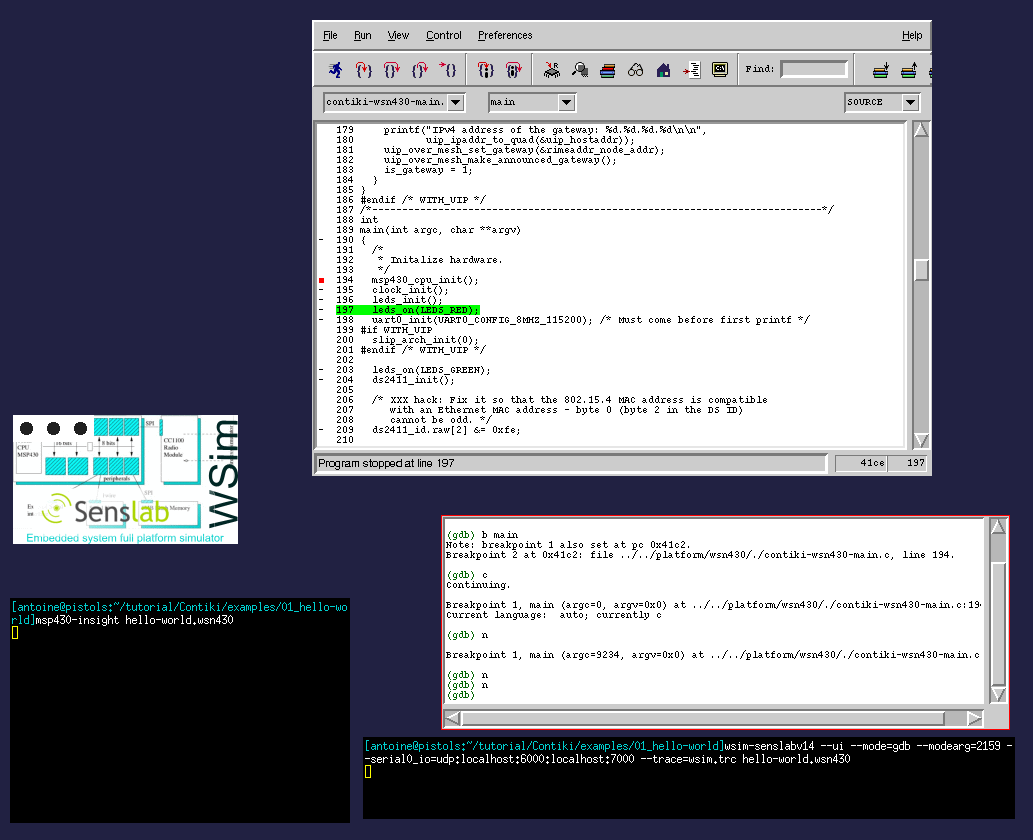 File Run View Control Preferences Help
Find:
contiki-wsn430-main. main SOURCE
179 printf("IPv4 address of the gateway: %d.%d.%d.%d\n\n",
180 uip_ipaddr_to_quad(&uip_hostaddr));
181 uip_over_mesh_set_gateway(&rimeaddr_node_addr);
182 uip_over_mesh_make_announced_gateway();
183 is_gateway = 1;
184 }
185 }
186 #endif /* WITH_UIP */
187 /*---------------------------------------------------------------------------*/
188 int
189 main(int argc, char **argv)
- 190 {
191 /*
192 * Initalize hardware.
193 */
194 msp430_cpu_init();
- 195 clock_init();
- 196 leds_init();
- 197 leds_on(LEDS_RED);
- 198 uart0_init(UART0_CONFIG_8MHZ_115200); /* Must come before first printf */
199 #if WITH_UIP
200 slip_arch_init(0);
201 #endif /* WITH_UIP */
202
- 203 leds_on(LEDS_GREEN);
- 204 ds2411_init();
205
206 /* XXX hack: Fix it so that the 802.15.4 MAC address is compatible
207 with an Ethernet MAC address - byte 0 (byte 2 in the DS ID)
208 cannot be odd. */
- 209 ds2411_id.raw[2] &= 0xfe;
210
Program stopped at line 197 41ce 197
SPI
16 bits 8 bits
CPU
MSP430
CC1100
Radio
Module
peripherals
SPI
Memory
WSim
Senslab
Embedded system full platform simulator
(gdb) b main
Note: breakpoint 1 also set at pc 0x41c2.
Breakpoint 2 at 0x41c2: file ../../platform/wsn430/./contiki-wsn430-main.c, line 194.
(gdb) c
Continuing.
Breakpoint 1, main (argc=0, argv=0x0) at ../../platform/wsn430/./contiki-wsn430-main.c:19
Current language: auto; currently c
(gdb) n
Breakpoint 1, main (argc=9234, argv=0x0) at ../../platform/wsn430/./contiki-wsn430-main.c
(gdb) n
(gdb) n
(gdb)
[antoine@pistols:~/tutorial/Contiki/examples/01_hello-wo
rld]msp430-insight hello-world.wsn430
[antoine@pistols:~/tutorial/Contiki/examples/01_hello-world]wsim-senslabv14 --ui --mode=gdb --modearg=2159 -
-serial0_io=udp:localhost:6000:localhost:7000 --trace=wsim.trc hello-world.wsn430